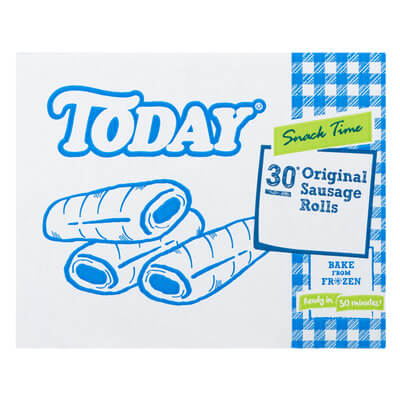 TODAY®
Snack Time
30 Original
Sausage
Rolls
BAKE
FROM
FROZEN
Ready in 30 minutes!